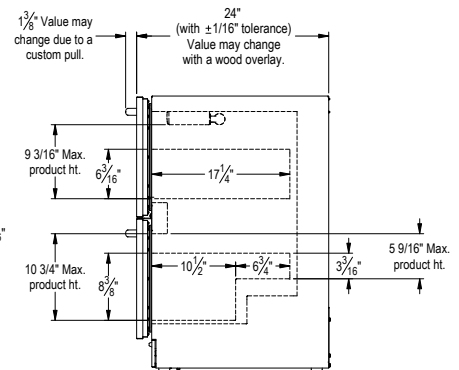 1 3/8" Value may
change due to a
custom pull.
24"
(with ±1/16" tolerance)
Value may change
with a wood overlay.
9 3/16" Max.
product ht.
6 3/16"
17 1/4"
10 3/4" Max.
product ht.
8 3/8"
10 1/2"
6 3/4"
3 3/16"
5 9/16" Max.
product ht.